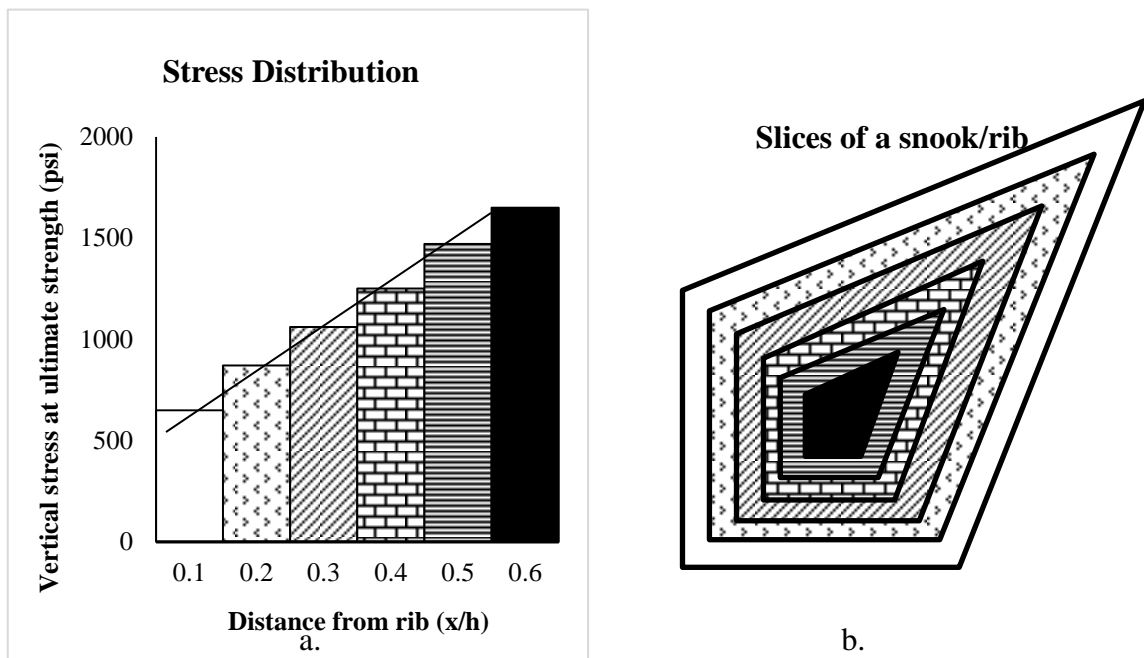 Stress Distribution
Vertical stress at ultimate strength (psi)
2000
1500
1000
500
0
0.1 0.2 0.3 0.4 0.5 0.6
Distance from rib (x/h)
a.
Slices of a snook/rib
b.